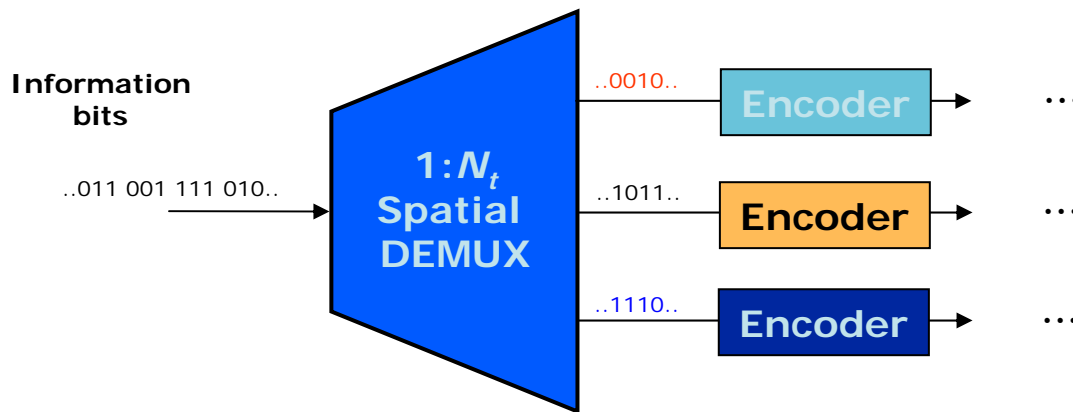 Information
bits
..011 001 111 010..
1:Nt
Spatial
DEMUX
..0010..
Encoder
...
..1011..
Encoder
...
..1110..
Encoder
...